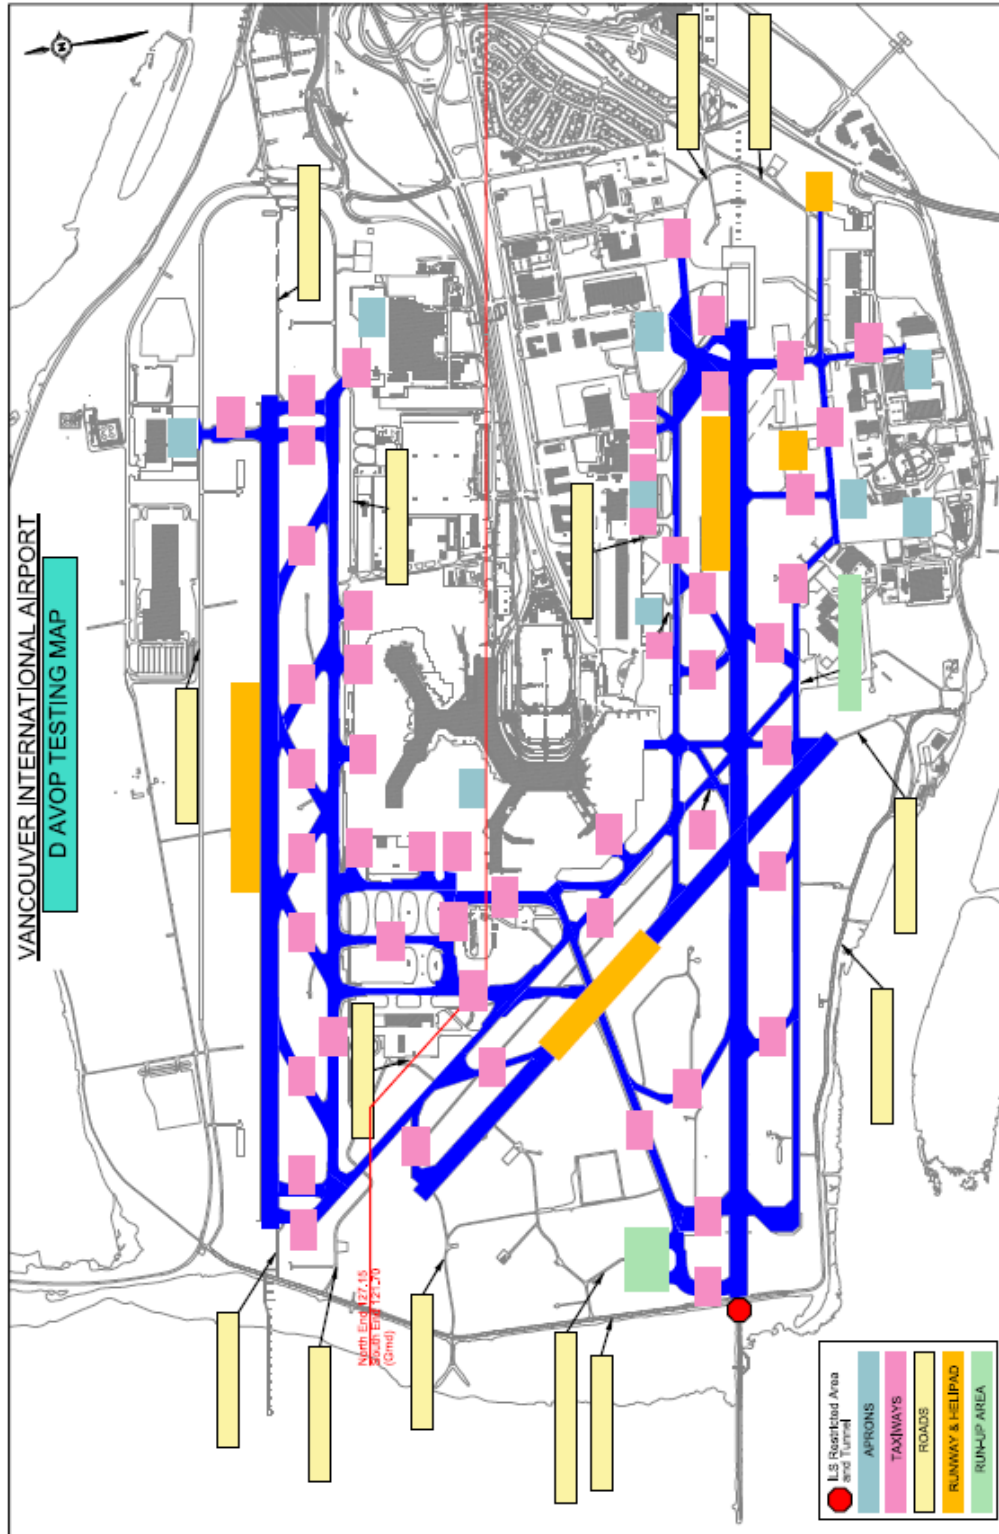 VANCOUVER INTERNATIONAL AIRPORT
D AVOP TESTING MAP
N
North End 127.15
South End 121.70
(Grnd)
ILS Restricted Area
and Tunnel
APRONS
TAXIWAYS
ROADS
RUNWAY & HELIPAD
RUN-UP AREA